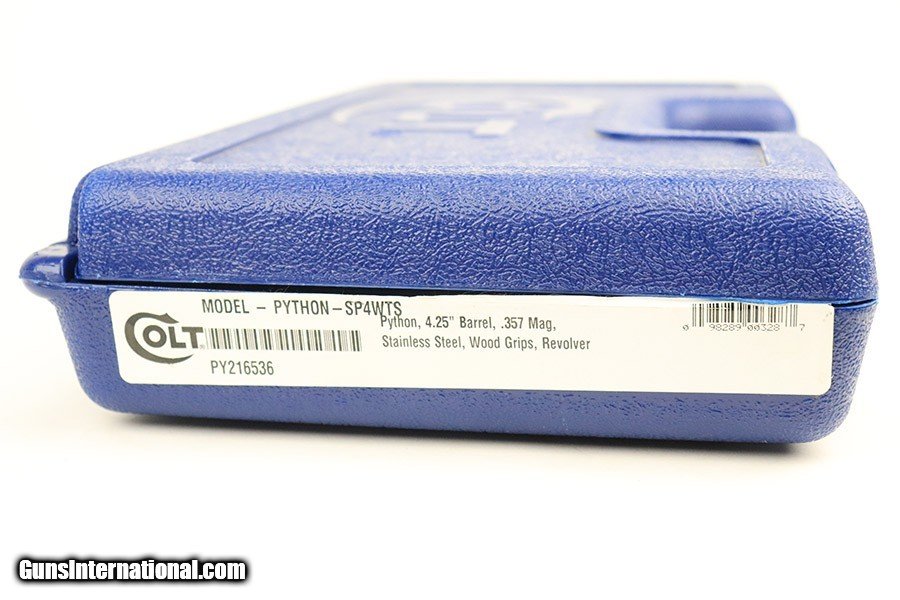 MODEL - PYTHON-SP4WTS
COLT
Python, 4.25" Barrel, .357 Mag,
Stainless Steel, Wood Grips, Revolver
PY216536
0 98289 00328 7
GunsInternational.com